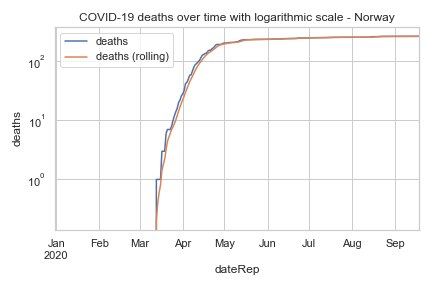 COVID-19 deaths over time with logarithmic scale - Norway
deaths
deaths (rolling)
10²
10¹
10⁰
deaths
Jan Feb Mar Apr May Jun Jul Aug Sep
2020
dateRep